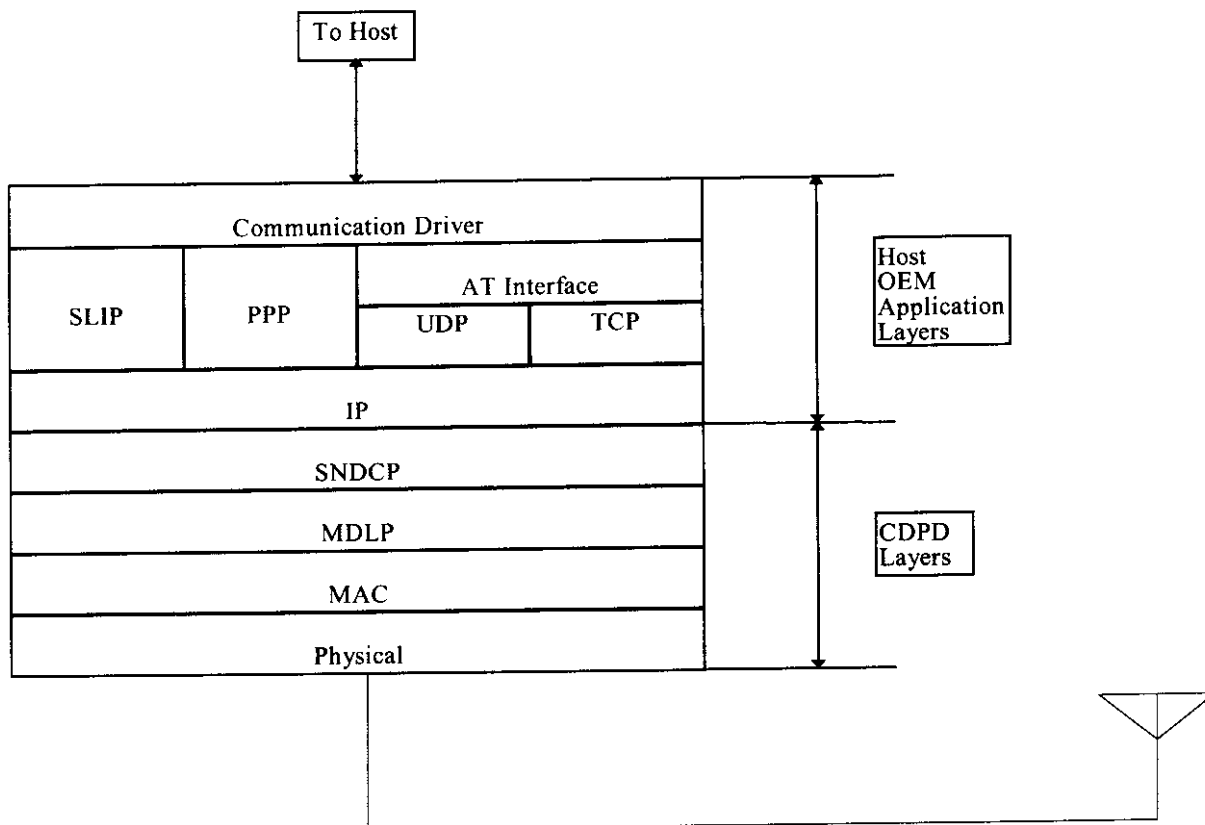 To Host
Communication Driver
SLIP
PPP
AT Interface
UDP
TCP
IP
SNDCP
MDLP
MAC
Physical
Host
OEM
Application
Layers
CDPD
Layers